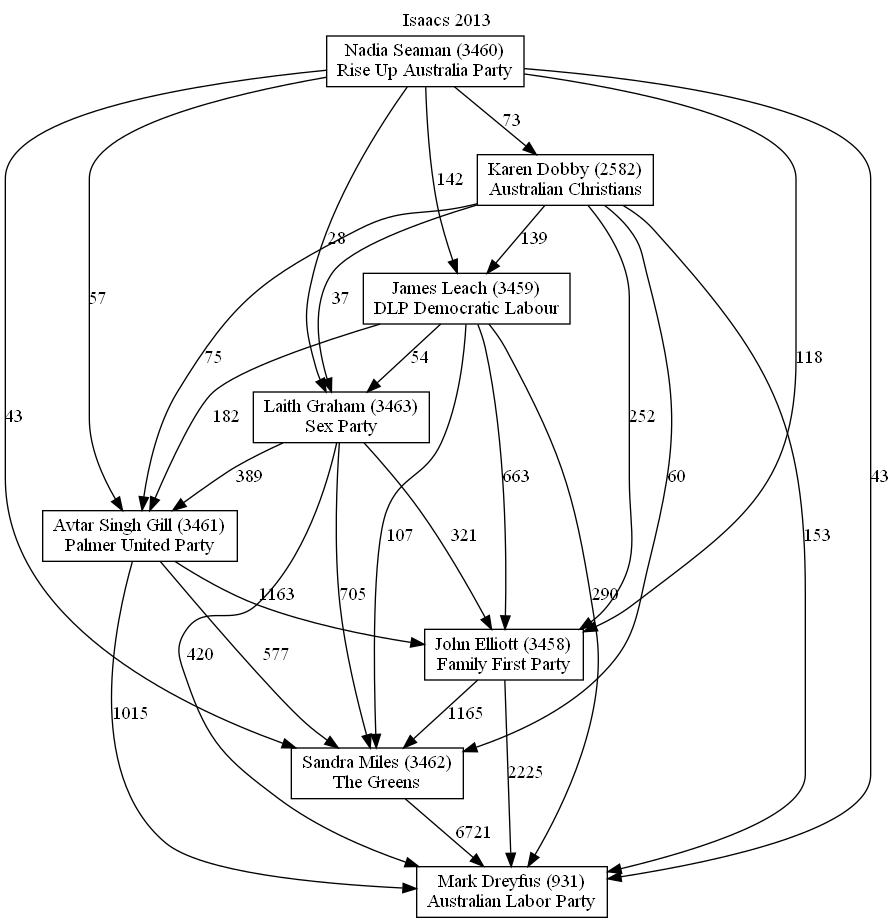 Isaacs 2013
Nadia Seaman (3460)
Rise Up Australia Party
73
Karen Dobby (2582)
Australian Christians
142
28
139
37
James Leach (3459)
DLP Democratic Labour
57
75
54
118
43
182
Laith Graham (3463)
Sex Party
252
389
663
60
43
Avtar Singh Gill (3461)
Palmer United Party
107
321
153
1163
705
290
420
577
John Elliott (3458)
Family First Party
1015
1165
Sandra Miles (3462)
The Greens
2225
6721
Mark Dreyfus (931)
Australian Labor Party